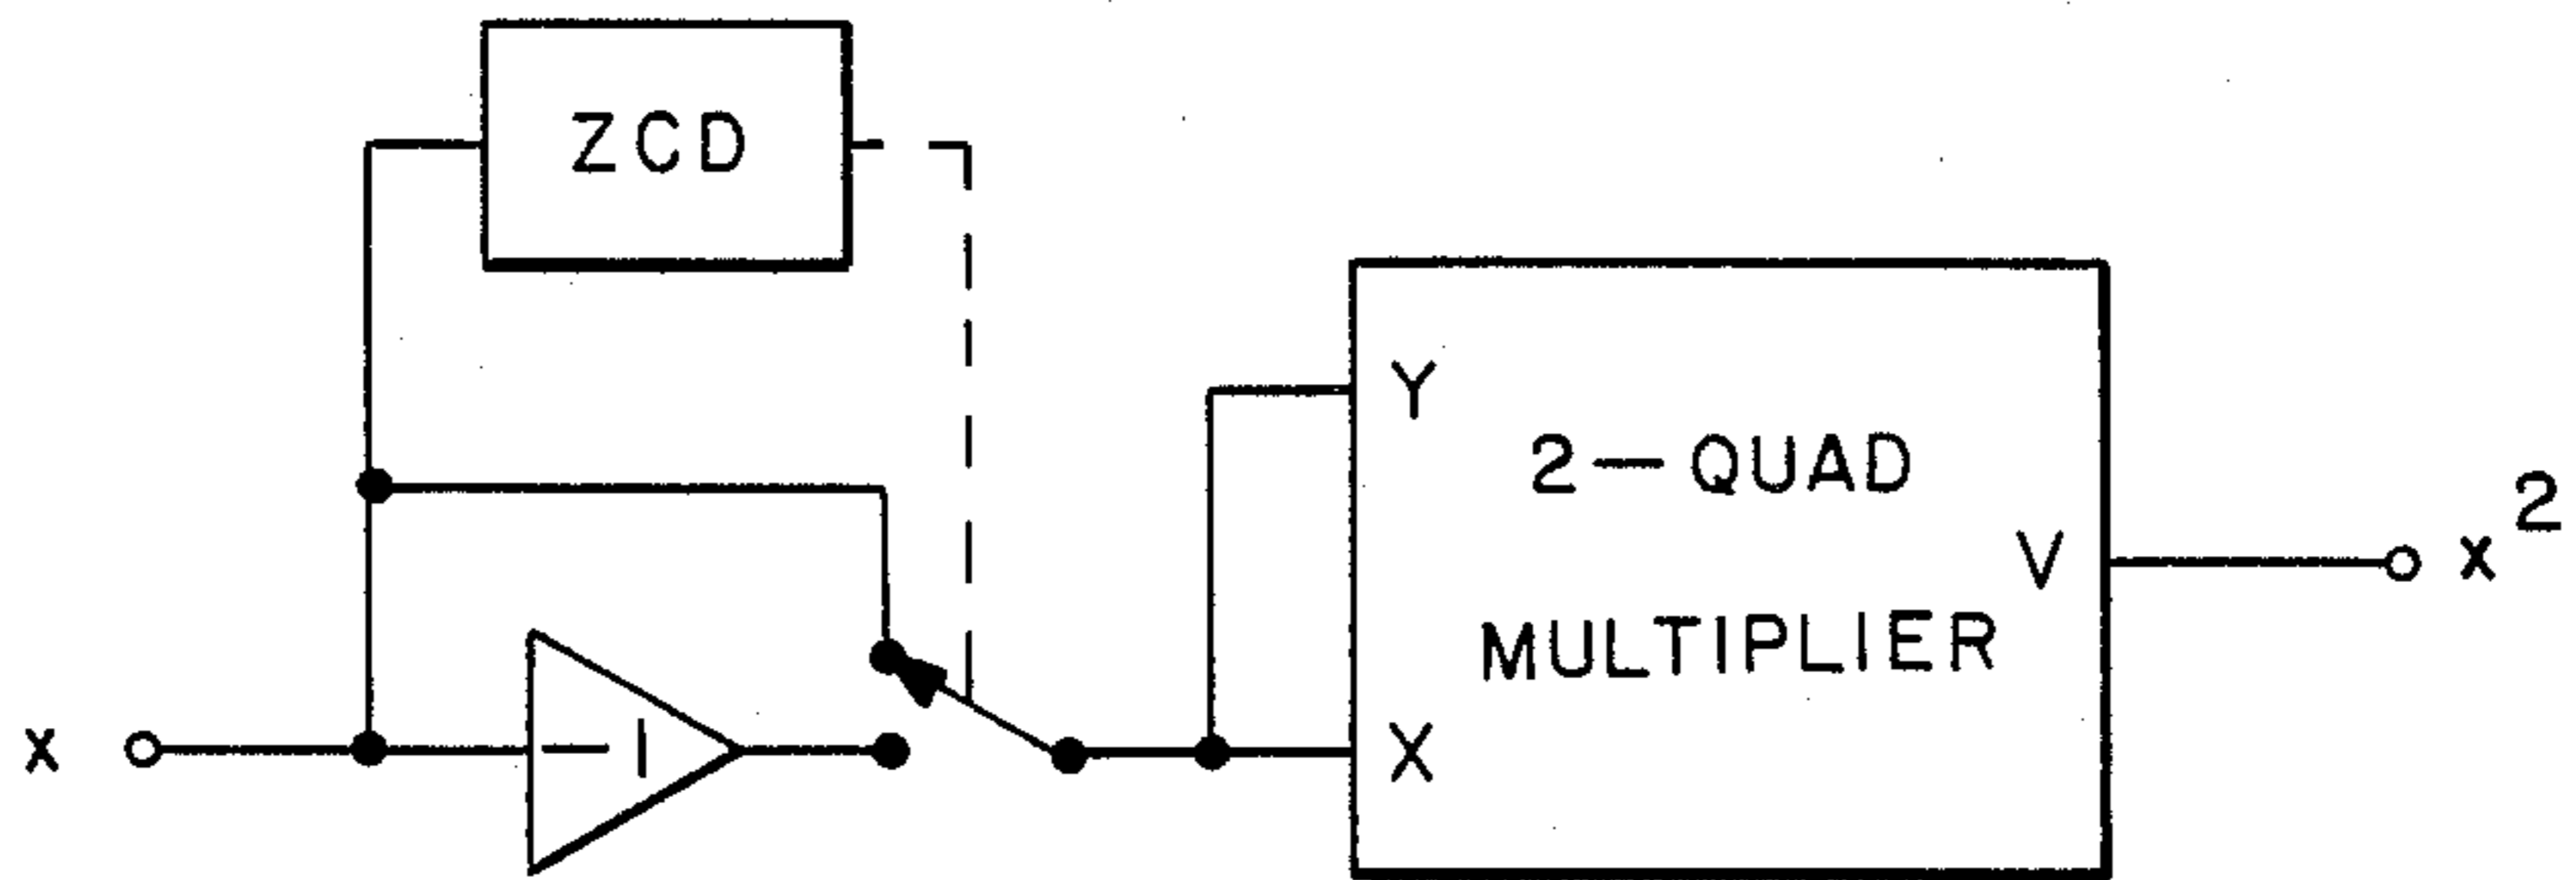 ZCD
Y
2-QUAD
MULTIPLIER
V
x²
x
-1
X